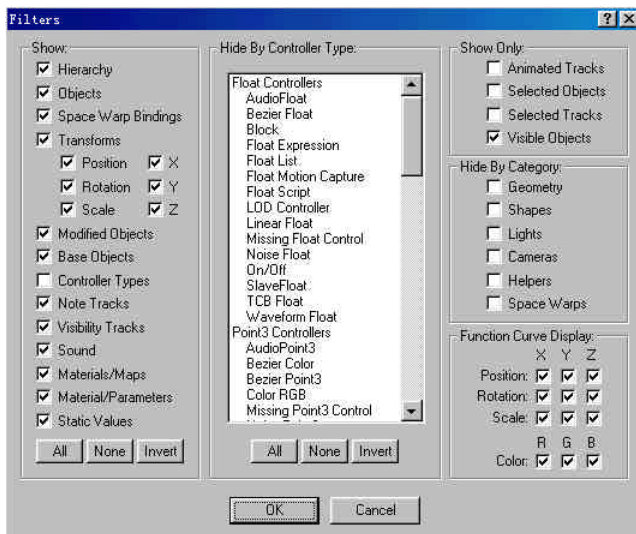 Filters
Show:
Hierarchy
Objects
Space Warp Bindings
Transforms
Position X
Rotation Y
Scale Z
Modified Objects
Base Objects
Controller Types
Note Tracks
Visibility Tracks
Sound
Materials/Maps
Material/Parameters
Static Values
All None Invert
Hide By Controller Type:
Float Controllers
AudioFloat
Bezier Float
Block
Float Expression
Float List
Float Motion Capture
Float Script
LOD Controller
Linear Float
Missing Float Control
Noise Float
On/Off
SlaveFloat
TCB Float
Waveform Float
Point3 Controllers
AudioPoint3
Bezier Color
Bezier Point3
Color RGB
Missing Point3 Control
All None Invert
Show Only:
Animated Tracks
Selected Objects
Selected Tracks
Visible Objects
Hide By Category:
Geometry
Shapes
Lights
Cameras
Helpers
Space Warps
Function Curve Display:
X Y Z
Position:
Rotation:
Scale:
R G B
Color:
OK Cancel